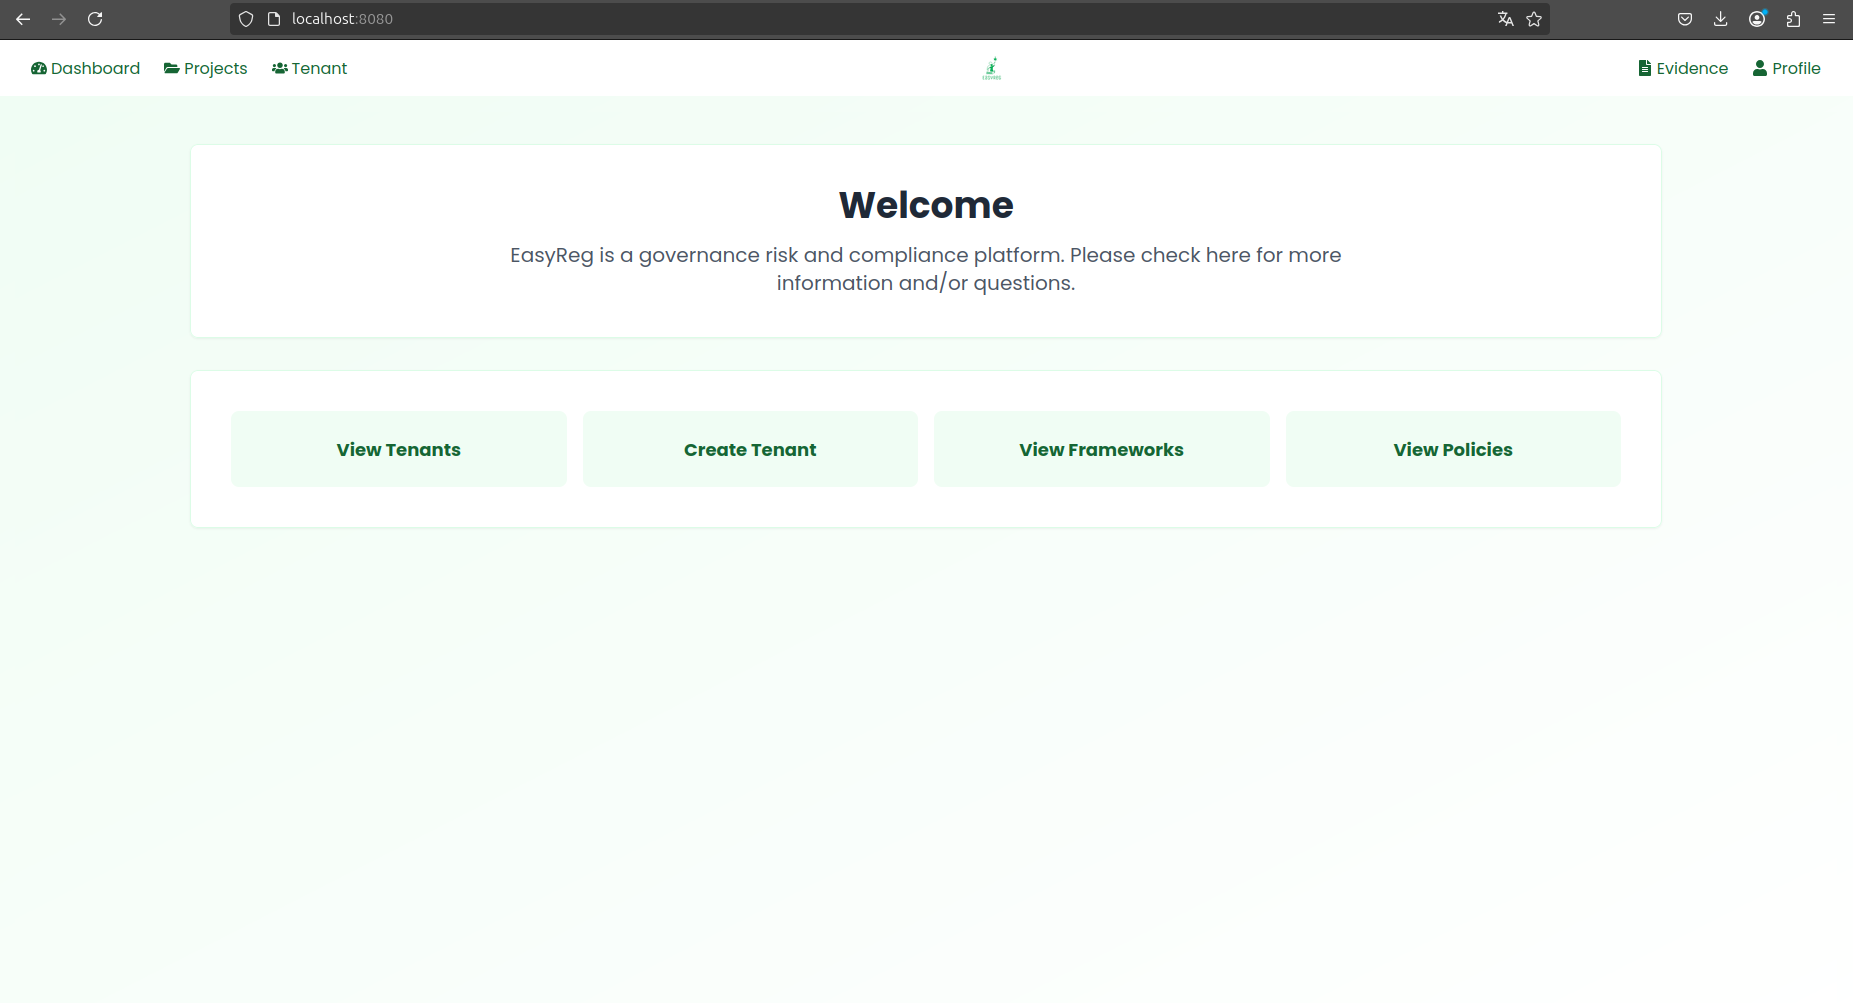 localhost:8080
Dashboard
Projects
Tenant
EASYREG
Evidence
Profile
Welcome
EasyReg is a governance risk and compliance platform. Please check here for more
information and/or questions.
View Tenants
Create Tenant
View Frameworks
View Policies